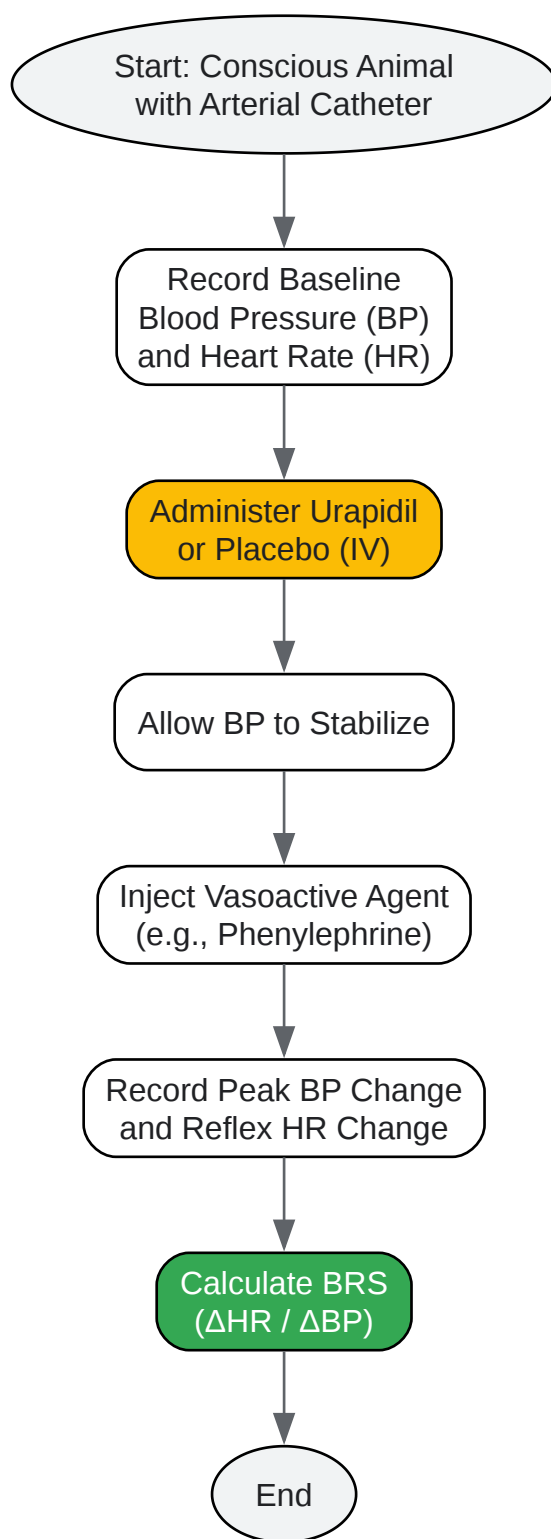 Start: Conscious Animal
with Arterial Catheter
Record Baseline
Blood Pressure (BP)
and Heart Rate (HR)
Administer Urapidil
or Placebo (IV)
Allow BP to Stabilize
Inject Vasoactive Agent
(e.g., Phenylephrine)
Record Peak BP Change
and Reflex HR Change
Calculate BRS
(ΔHR / ΔBP)
End